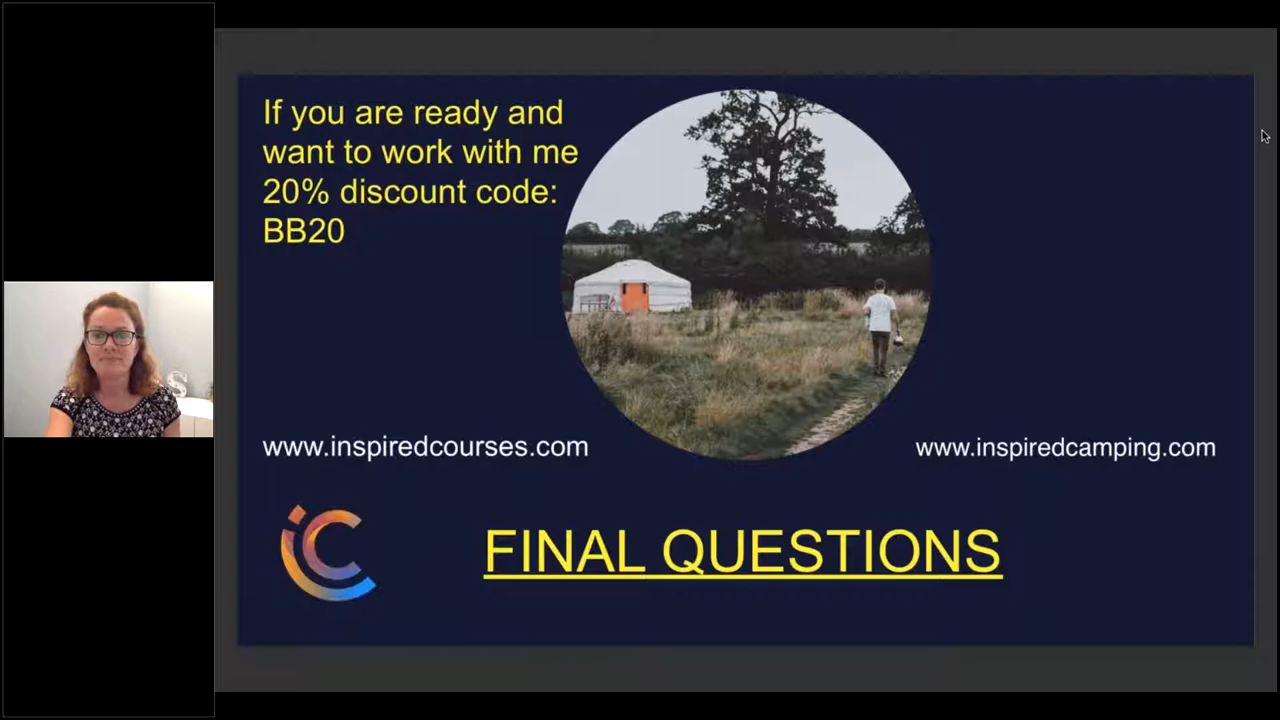 If you are ready and
want to work with me
20% discount code:
BB20
www.inspiredcourses.com
www.inspiredcamping.com
iC
FINAL QUESTIONS